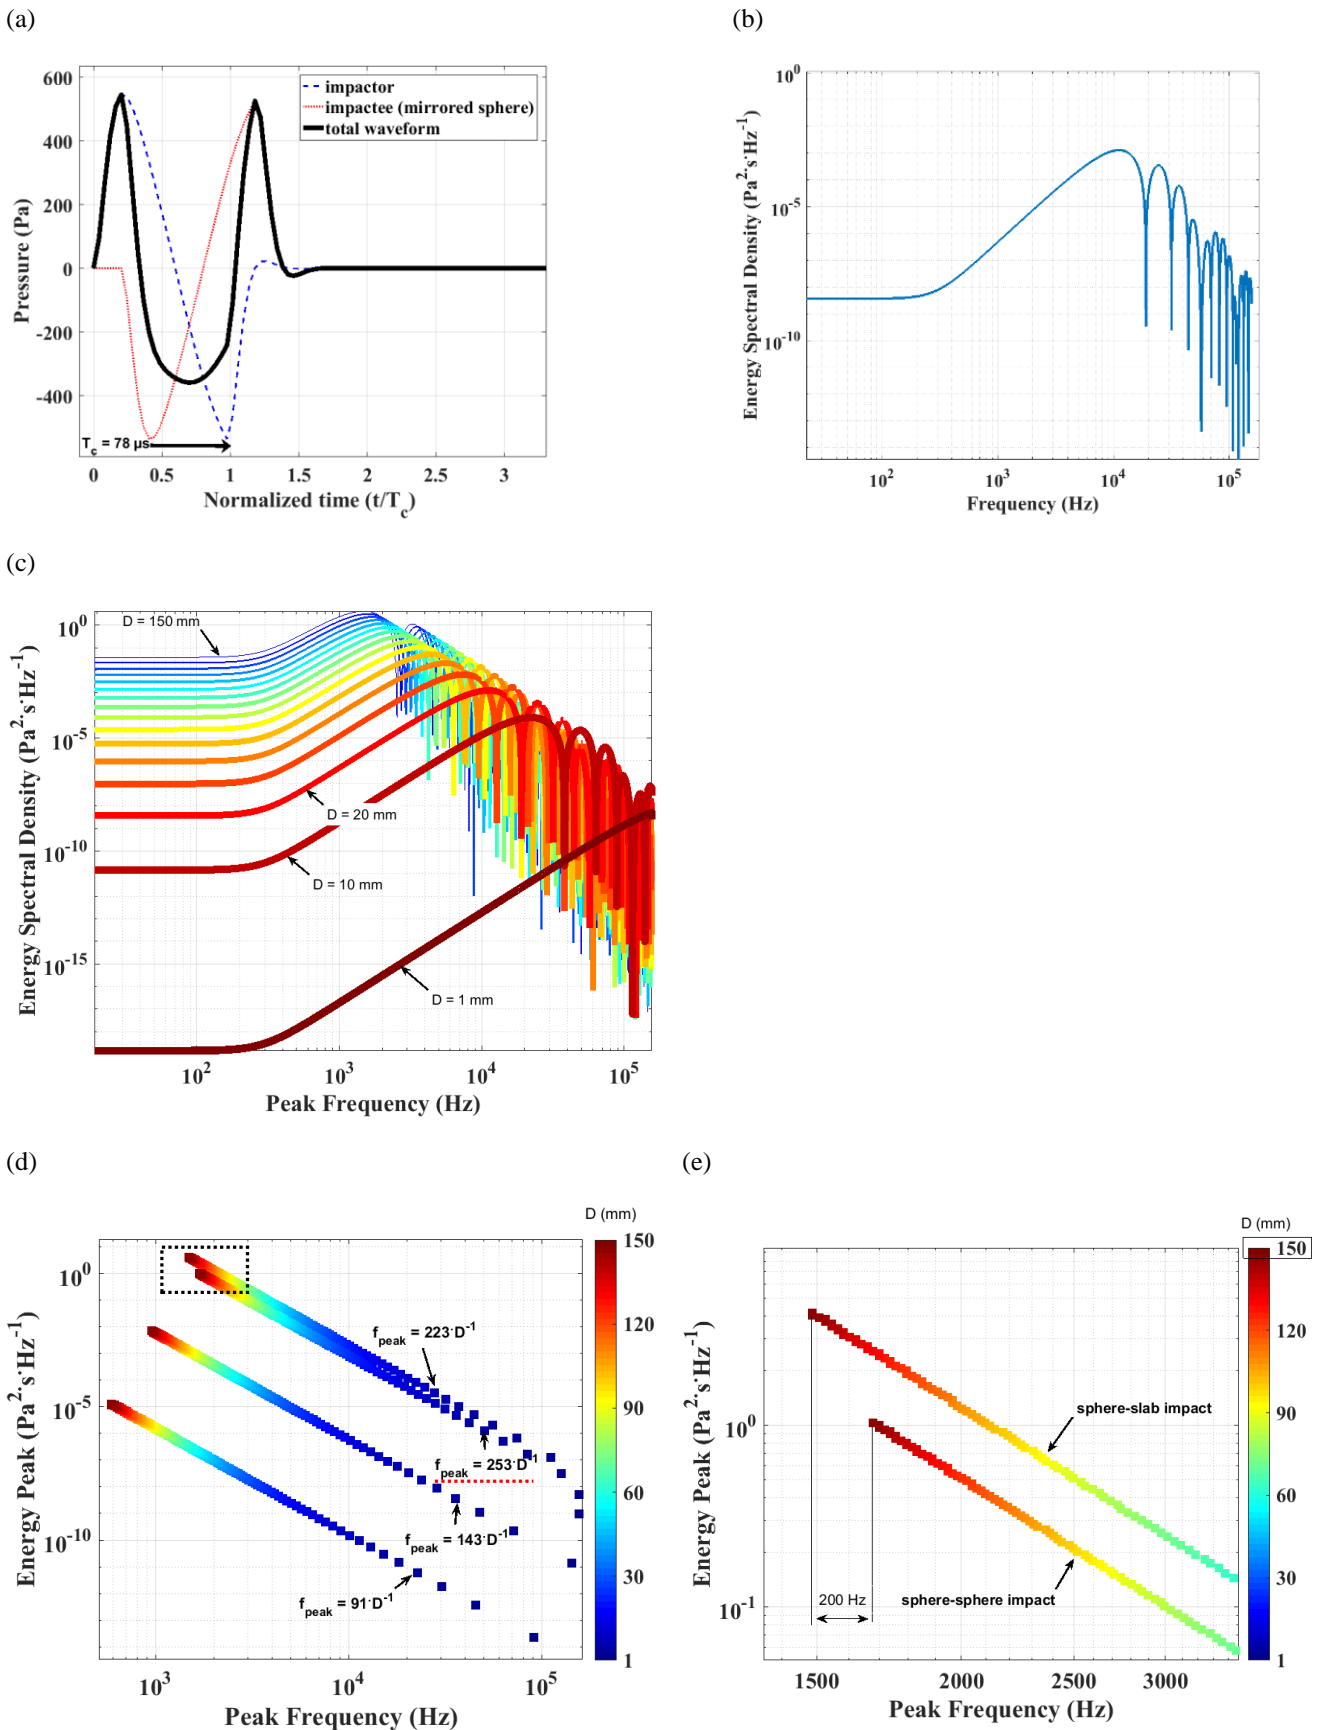 (a)
600
400
200
0
-200
-400
Pressure (Pa)
impactor
impactee (mirrored sphere)
total waveform
T_c = 78 µs
0 0.5 1 1.5 2 2.5 3
Normalized time (t/T_c)
(b)
10^0
10^-5
10^-10
Energy Spectral Density (Pa^2·s·Hz^-1)
10^2 10^3 10^4 10^5
Frequency (Hz)
(c)
10^0
10^-5
10^-10
10^-15
Energy Spectral Density (Pa^2·s·Hz^-1)
D = 150 mm
D = 20 mm
D = 10 mm
D = 1 mm
10^2 10^3 10^4 10^5
Peak Frequency (Hz)
(d)
10^0
10^-5
10^-10
Energy Peak (Pa^2·s·Hz^-1)
f_peak = 223·D^-1
f_peak = 253·D^-1
f_peak = 143·D^-1
f_peak = 91·D^-1
10^3 10^4 10^5
Peak Frequency (Hz)
D (mm)
150
120
90
60
30
1
(e)
10^0
10^-1
Energy Peak (Pa^2·s·Hz^-1)
sphere-slab impact
sphere-sphere impact
200 Hz
1500 2000 2500 3000
Peak Frequency (Hz)
D (mm)
150
120
90
60
30
1